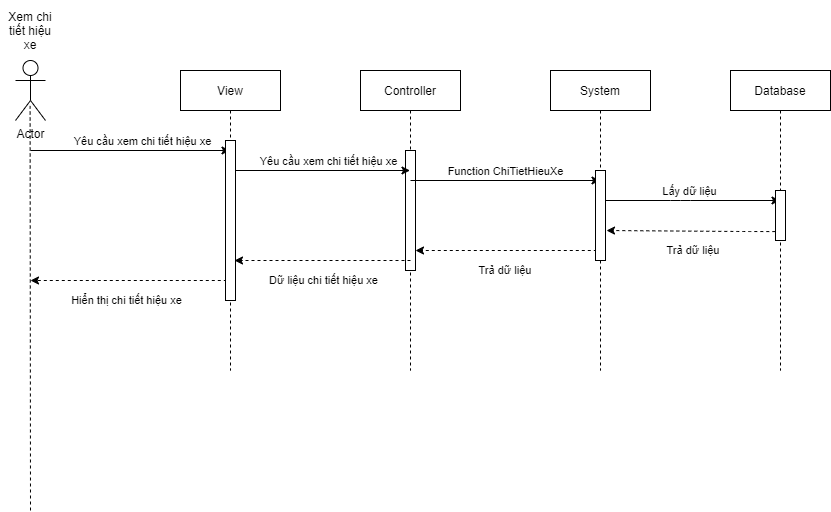 Xem chi
tiết hiệu
xe
View
Controller
System
Database
Actor
Yêu cầu xem chi tiết hiệu xe
Yêu cầu xem chi tiết hiệu xe
Function ChiTietHieuXe
Lấy dữ liệu
Trả dữ liệu
Trả dữ liệu
Dữ liệu chi tiết hiệu xe
Hiển thị chi tiết hiệu xe